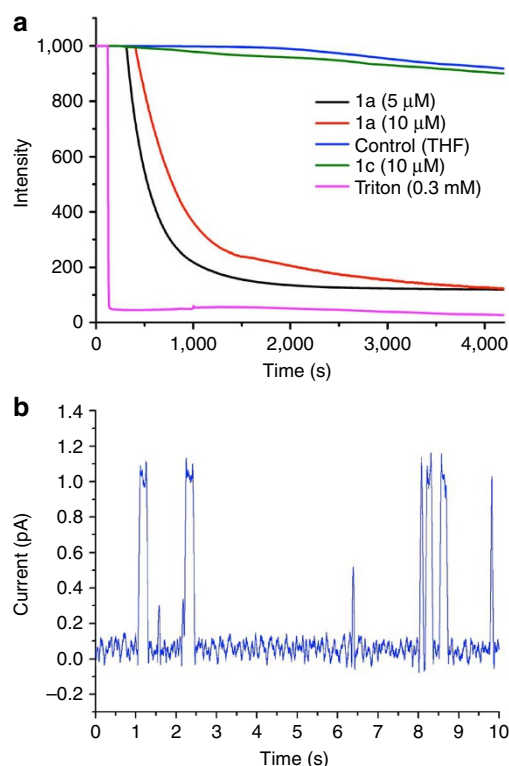 a
1,000
800
600
400
200
0
Intensity
1a (5 μM)
1a (10 μM)
Control (THF)
1c (10 μM)
Triton (0.3 mM)
0 1,000 2,000 3,000 4,000
Time (s)
b
1.4
1.2
1.0
0.8
0.6
0.4
0.2
0.0
–0.2
Current (pA)
0 1 2 3 4 5 6 7 8 9 10
Time (s)